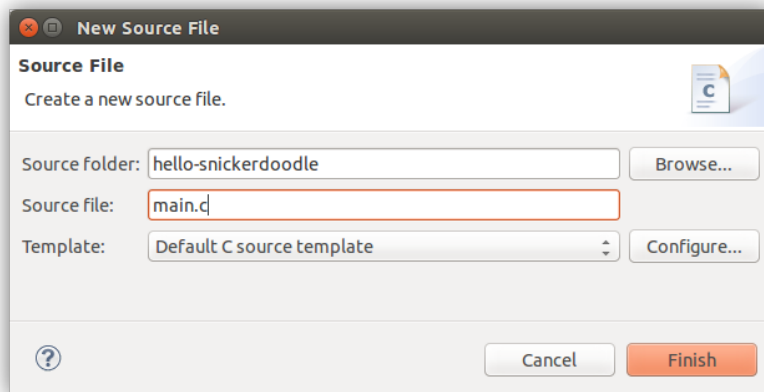 New Source File
Source File
Create a new source file.
C
Source folder: hello-snickerdoodle Browse...
Source file: main.c
Template: Default C source template Configure...
? Cancel Finish